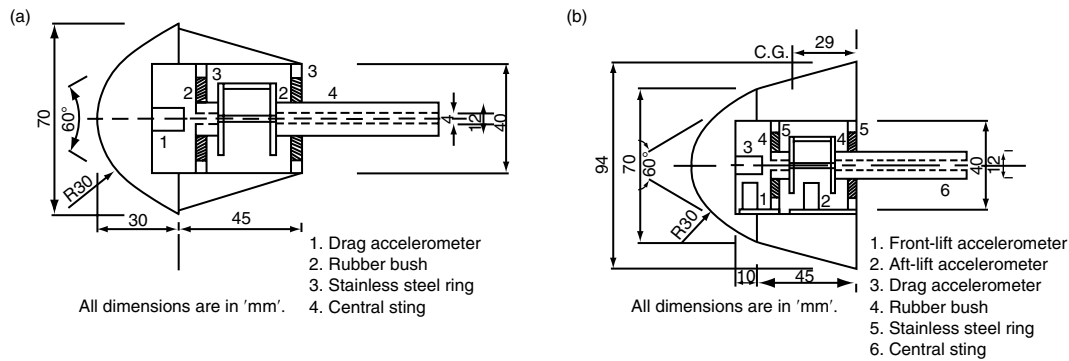 (a)
70
60°
R30
30
45
1
2
3
2
3
4
4
12
40
1. Drag accelerometer
2. Rubber bush
3. Stainless steel ring
4. Central sting
All dimensions are in 'mm'.
(b)
C.G.
29
94
70
60°
R30
3
4
5
4
5
1
2
6
40
12
10
45
1. Front-lift accelerometer
2. Aft-lift accelerometer
3. Drag accelerometer
4. Rubber bush
5. Stainless steel ring
6. Central sting
All dimensions are in 'mm'.